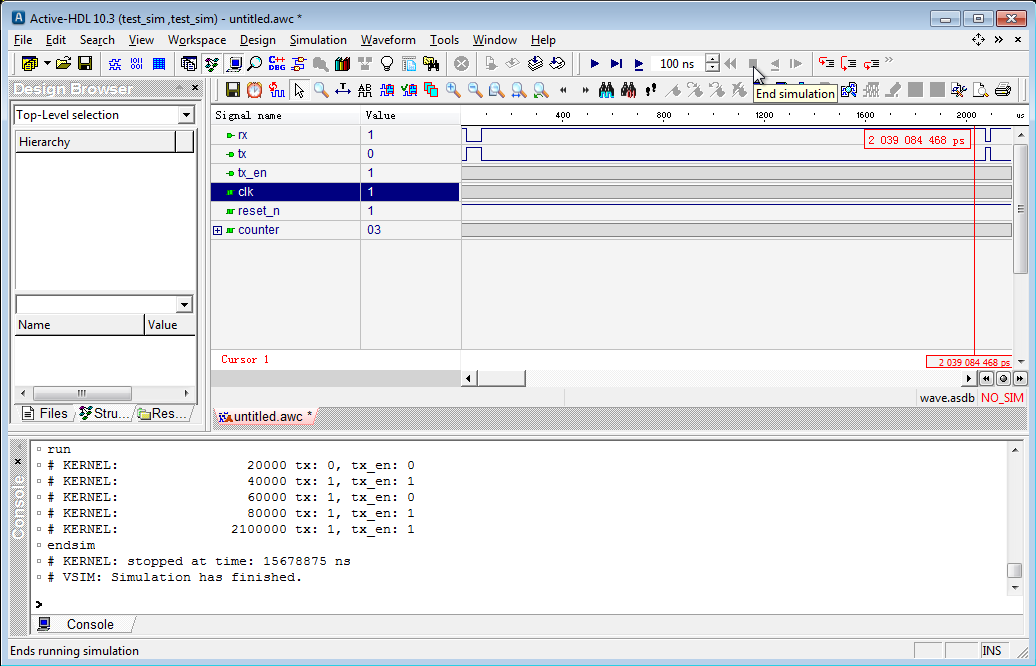 Active-HDL 10.3 (test_sim ,test_sim) - untitled.awc *
File Edit Search View Workspace Design Simulation Waveform Tools Window Help
100 ns
Design Browser
End simulation
Top-Level selection
Hierarchy
Name Value
Files Stru... Res...
Signal name Value 400 800 1200 1600 2000 us
rx 1
2 039 084 468 ps
tx 0
tx_en 1
clk 1
reset_n 1
counter 03
Cursor 1 2 039 084 468 ps
wave.asdb NO_SIM
untitled.awc *
Console
run
# KERNEL: 20000 tx: 0, tx_en: 0
# KERNEL: 40000 tx: 1, tx_en: 1
# KERNEL: 60000 tx: 1, tx_en: 0
# KERNEL: 80000 tx: 1, tx_en: 1
# KERNEL: 2100000 tx: 1, tx_en: 1
endsim
# KERNEL: stopped at time: 15678875 ns
# VSIM: Simulation has finished.
>
Console
Ends running simulation INS